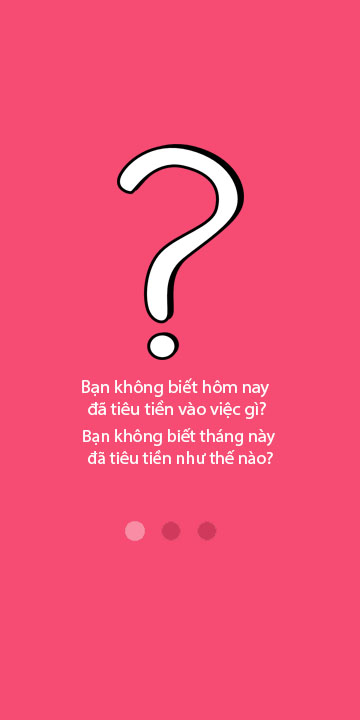 ?
Bạn không biết hôm nay
đã tiêu tiền vào việc gì?
Bạn không biết tháng này
đã tiêu tiền như thế nào?